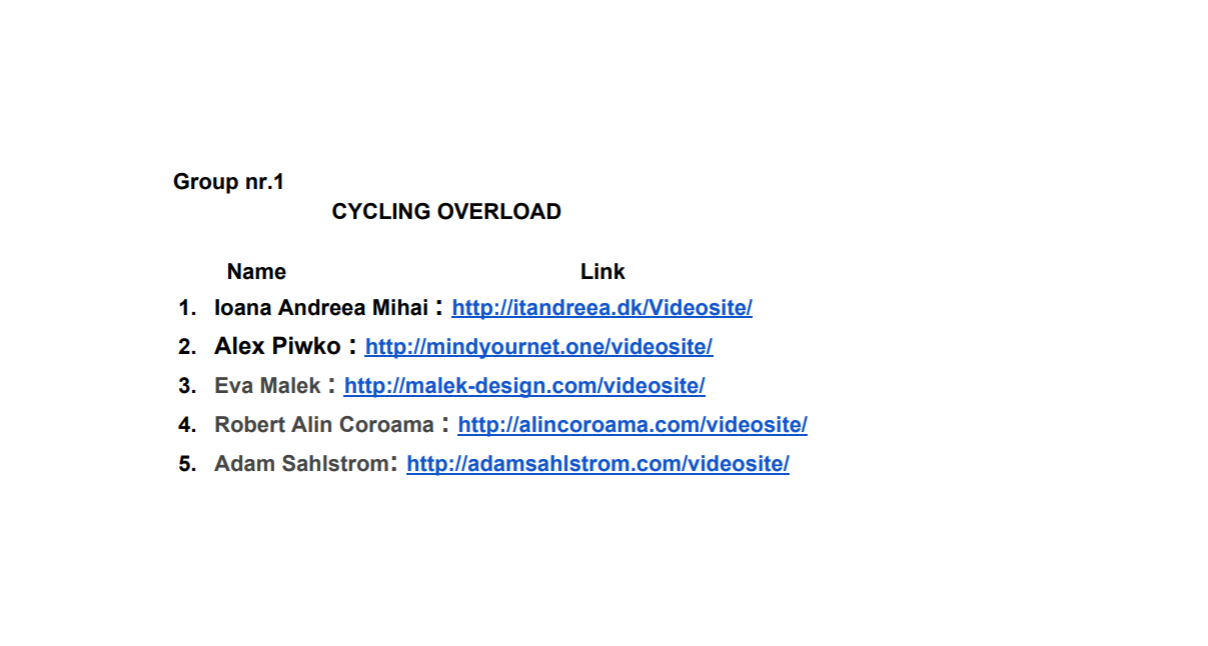 Group nr.1
CYCLING OVERLOAD
Name Link
1. Ioana Andreea Mihai : http://itandreea.dk/Videosite/
2. Alex Piwko : http://mindyournet.one/videosite/
3. Eva Malek : http://malek-design.com/videosite/
4. Robert Alin Coroama : http://alincoroama.com/videosite/
5. Adam Sahlstrom: http://adamsahlstrom.com/videosite/